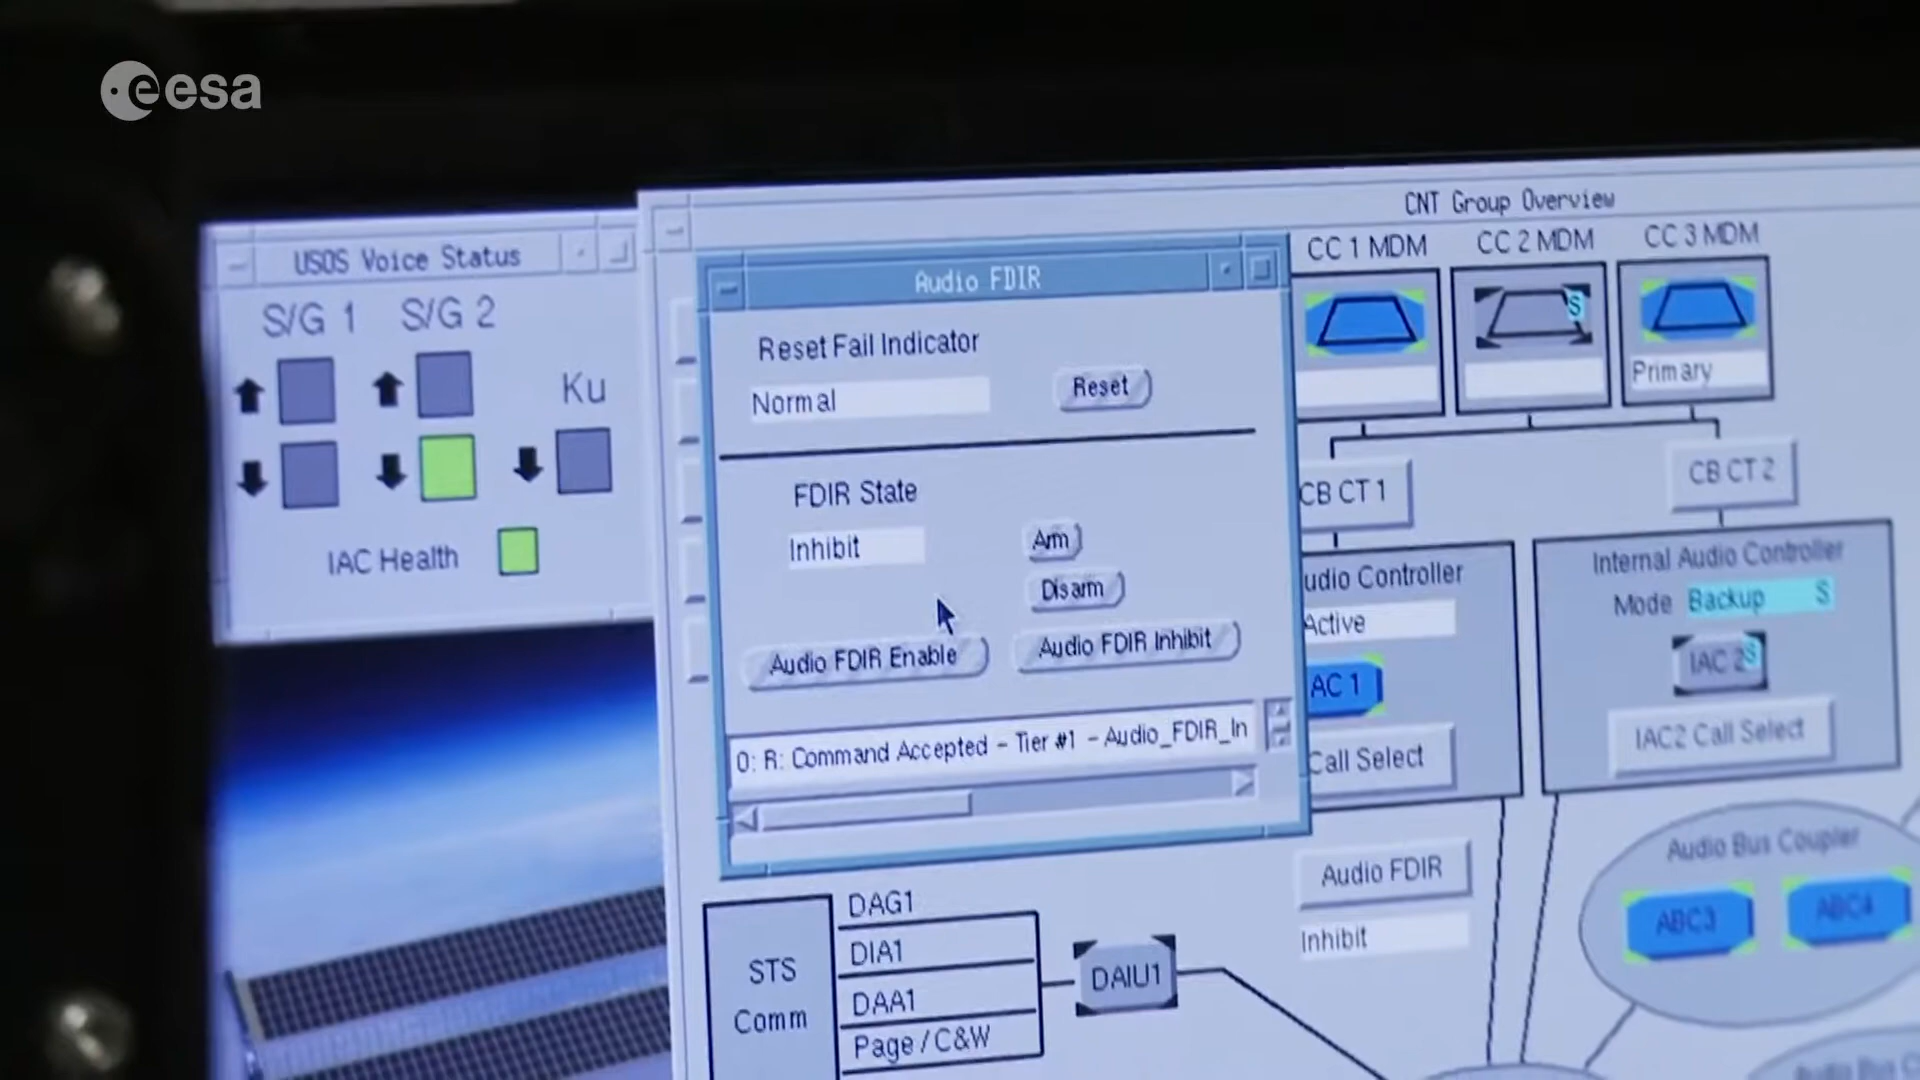 esa
USOS Voice Status
S/G 1
S/G 2
Ku
IAC Health
CNT Group Overview
CC 1 MDM
CC 2 MDM
CC 3 MDM
S
Primary
Audio FDIR
Reset Fail Indicator
Normal
Reset
FDIR State
Inhibit
Arm
Disarm
Audio FDIR Enable
Audio FDIR Inhibit
0: R: Command Accepted - Tier #1 - Audio_FDIR_In
CB CT 1
CB CT 2
udio Controller
Active
AC 1
Call Select
Internal Audio Controller
Mode Backup S
IAC 2 S
IAC2 Call Select
Audio FDIR
Inhibit
Audio Bus Coupler
ABC3
ABC4
STS
Comm
DAG1
DIA1
DAA1
Page / C&W
DAIU1
Audio Bus